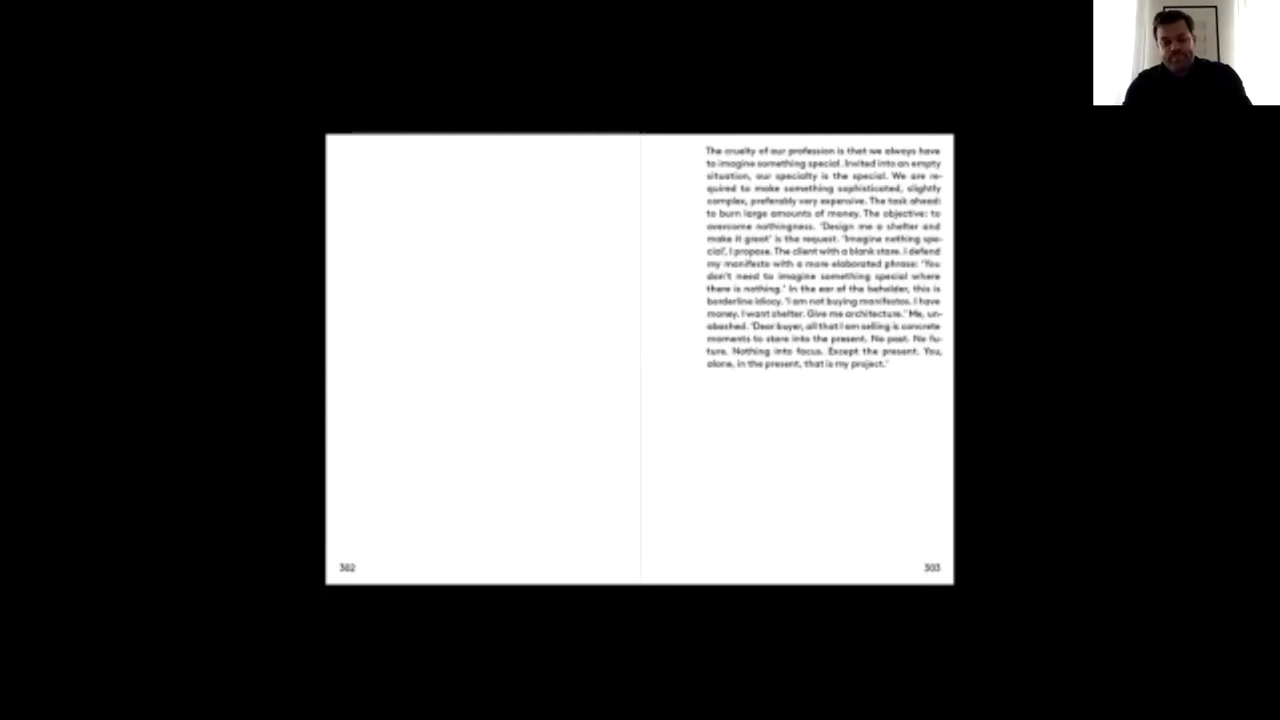 The cruelty of our profession is that we always have
to imagine something special. Invited into an empty
situation, our specialty is the special. We are re-
quired to make something sophisticated, slightly
complex, preferably very expensive. The task ahead:
to burn large amounts of money. The objective: to
overcome nothingness. ‘Design me a shelter and
make it great’ is the request. ‘Imagine nothing spe-
cial’, I propose. The client with a blank stare. I defend
my manifesto with a more elaborated phrase: ‘You
don’t need to imagine something special where
there is nothing.’ In the ear of the beholder, this is
borderline idiocy. ‘I am not buying manifestos. I have
money. I want shelter. Give me architecture.’ Me, un-
abashed. ‘Dear buyer, all that I am selling is concrete
moments to stare into the present. No past. No fu-
ture. Nothing into focus. Except the present. You,
alone, in the present, that is my project.’
302
303